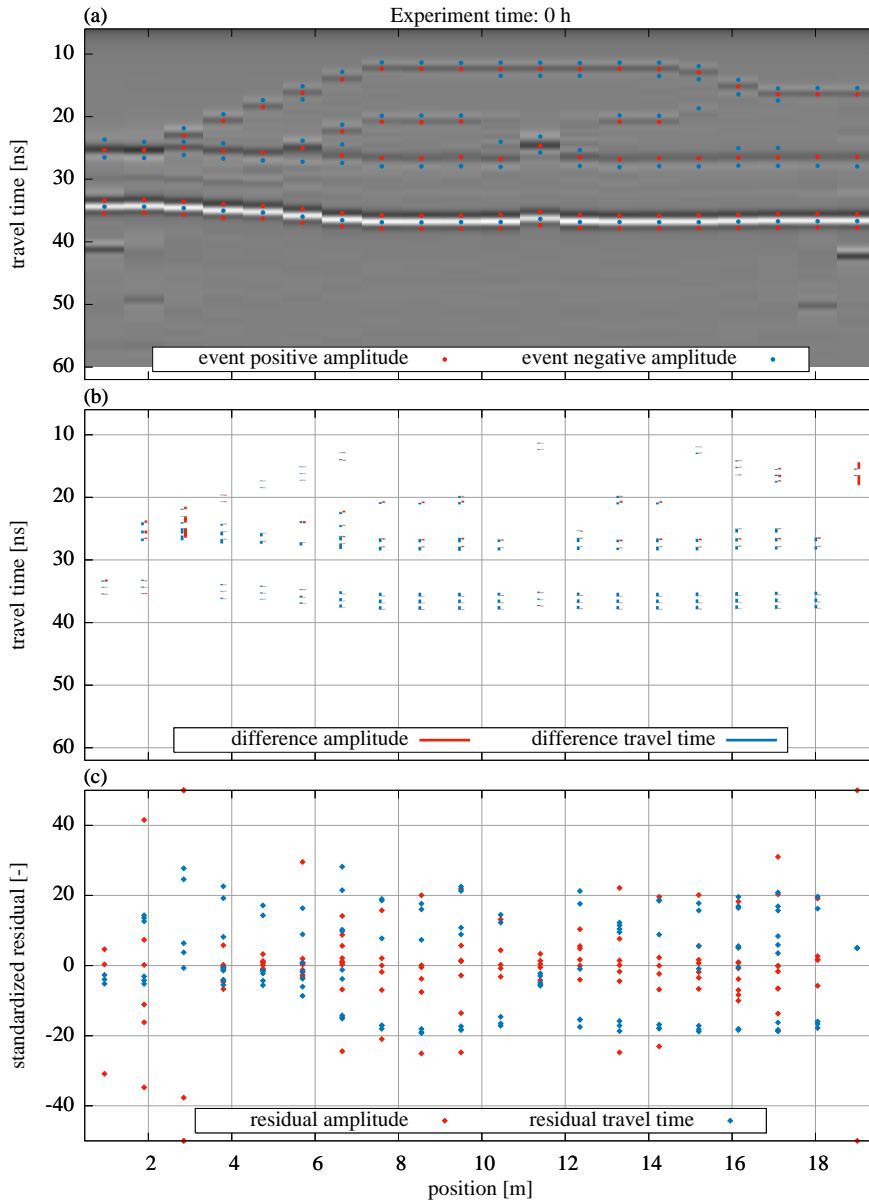 (a)
Experiment time: 0 h
10
20
30
40
50
60
travel time [ns]
event positive amplitude
event negative amplitude
(b)
10
20
30
40
50
60
travel time [ns]
difference amplitude
difference travel time
(c)
40
20
0
-20
-40
standardized residual [-]
residual amplitude
residual travel time
2 4 6 8 10 12 14 16 18
position [m]